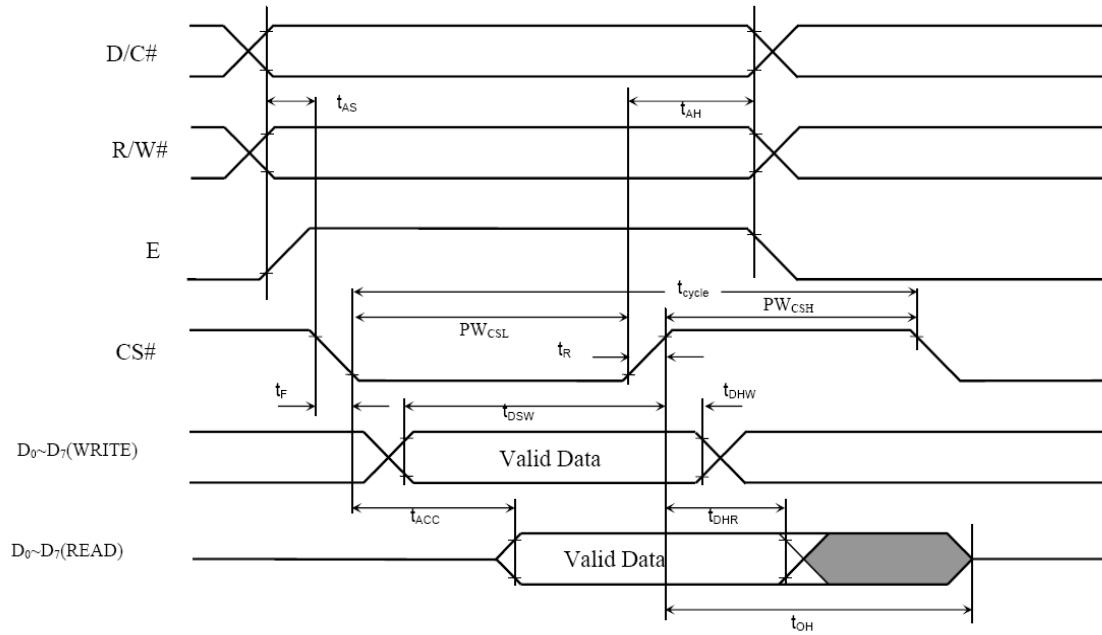 D/C#
tAS
tAH
R/W#
E
tcycle
PWCSL
PWCSH
CS#
tR
tF
tDSW
tDHW
D0~D7(WRITE)
Valid Data
tACC
tDHR
D0~D7(READ)
Valid Data
tOH